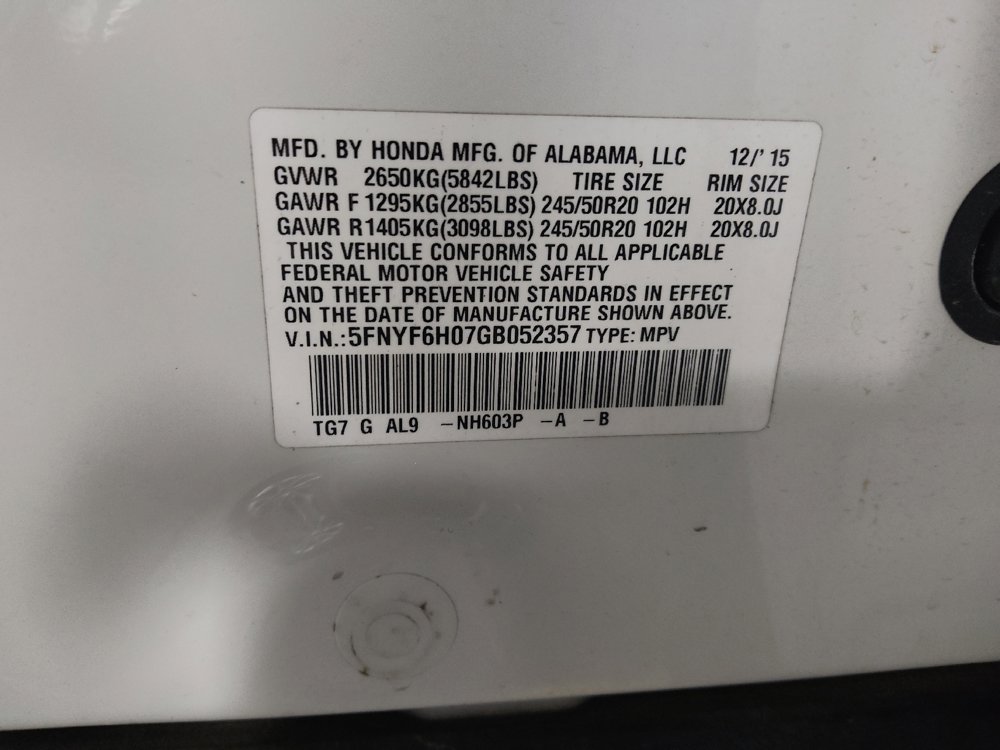 MFD. BY HONDA MFG. OF ALABAMA, LLC 12/' 15
GVWR 2650KG(5842LBS) TIRE SIZE RIM SIZE
GAWR F 1295KG(2855LBS) 245/50R20 102H 20X8.0J
GAWR R 1405KG(3098LBS) 245/50R20 102H 20X8.0J
THIS VEHICLE CONFORMS TO ALL APPLICABLE
FEDERAL MOTOR VEHICLE SAFETY
AND THEFT PREVENTION STANDARDS IN EFFECT
ON THE DATE OF MANUFACTURE SHOWN ABOVE.
V.I.N.:5FNYF6H07GB052357 TYPE: MPV
TG7 G AL9 -NH603P -A -B